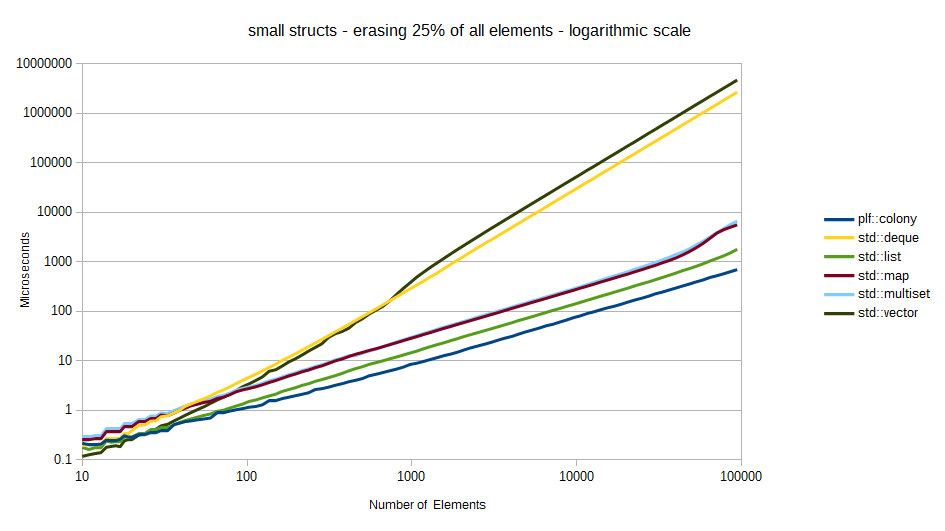 small structs - erasing 25% of all elements - logarithmic scale
10000000
1000000
100000
10000
1000
100
10
1
0.1
Microseconds
10
100
1000
10000
100000
Number of Elements
plf::colony
std::deque
std::list
std::map
std::multiset
std::vector